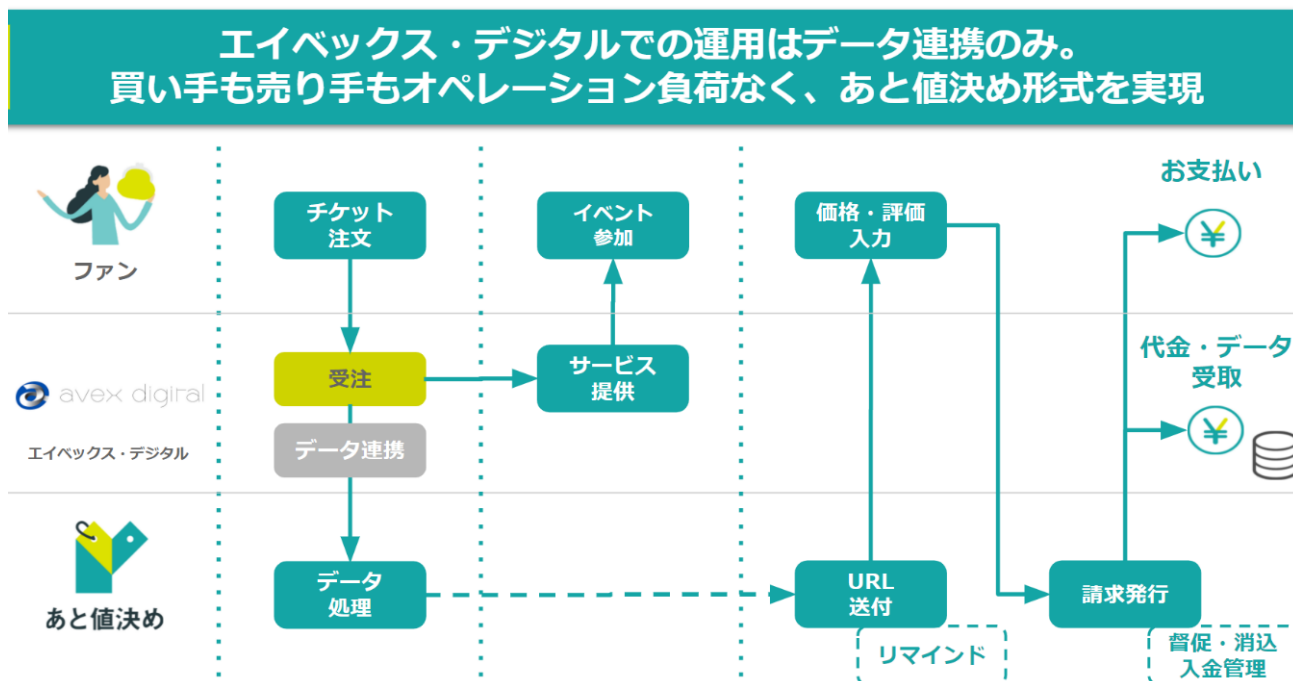 エイベックス・デジタルでの運用はデータ連携のみ。
買い手も売り手もオペレーション負荷なく、あと値決め形式を実現
ファン
チケット
注文
イベント
参加
価格・評価
入力
お支払い
avex digiral
エイベックス・デジタル
受注
データ連携
サービス
提供
代金・データ
受取
あと値決め
データ
処理
URL
送付
リマインド
請求発行
督促・消込
入金管理